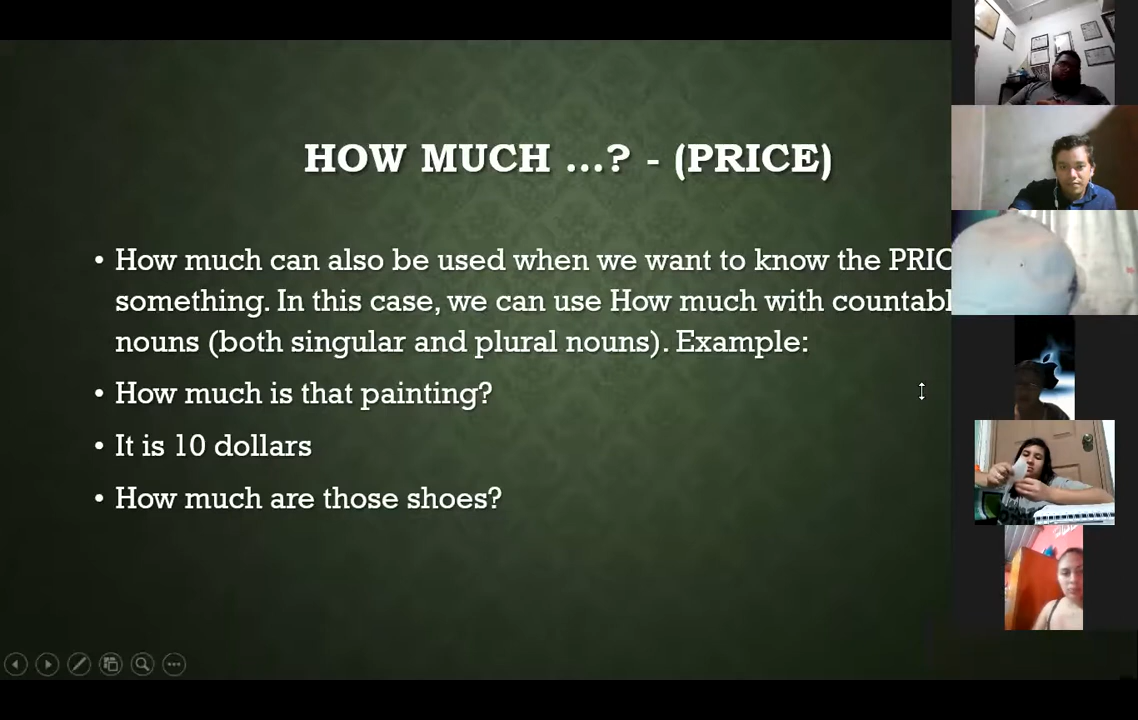 HOW MUCH ...? - (PRICE)
• How much can also be used when we want to know the
something. In this case, we can use How much with
nouns (both singular and plural nouns). Example:
• How much is that painting?
• It is 10 dollars
• How much are those shoes?